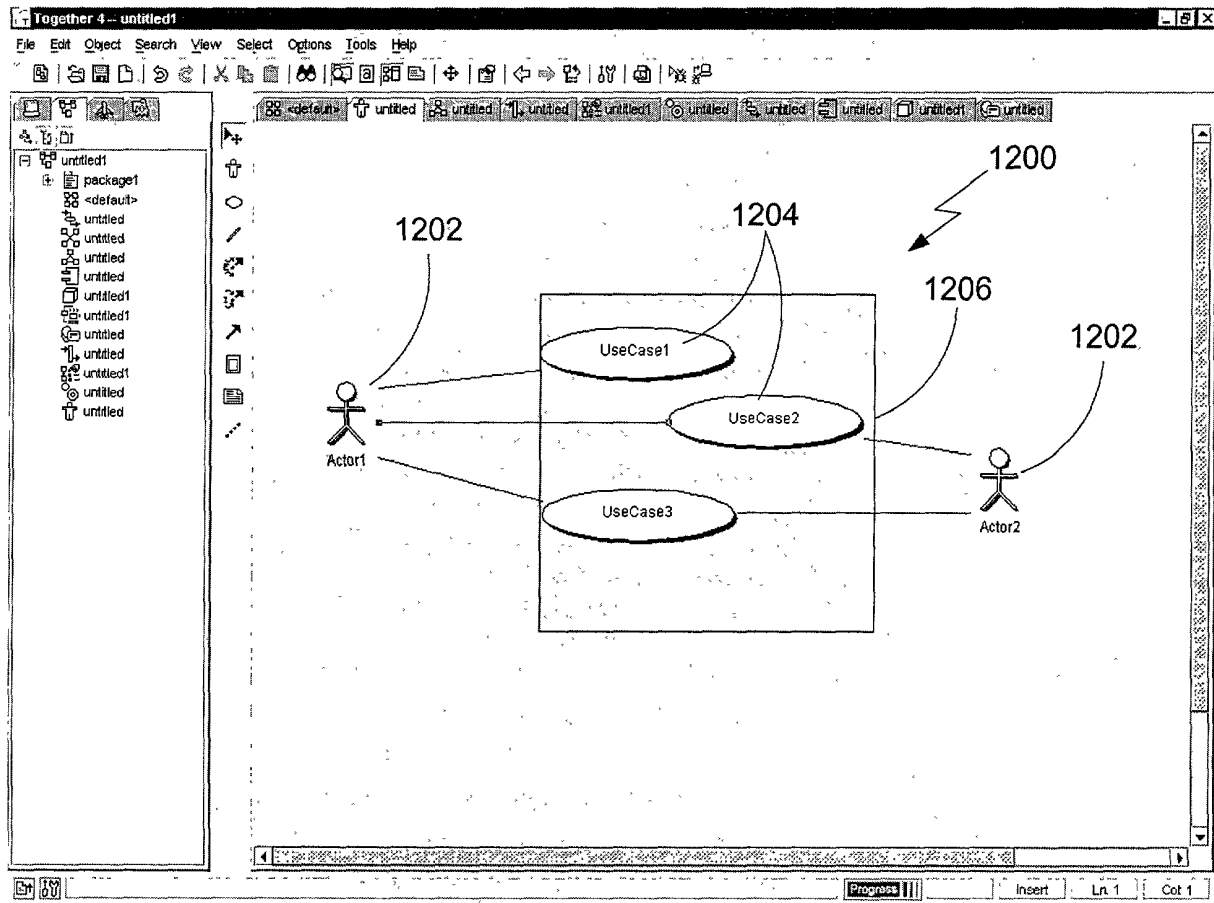 Together 4 -- untitled1
File Edit Object Search View Select Options Tools Help
<default> untitled untitled untitled untitled1 untitled untitled untitled untitled1 untitled
untitled1
package1
<default>
untitled
untitled
untitled
untitled
untitled1
untitled1
untitled
untitled
untitled1
untitled
untitled
1200
1204
1202
1206
1202
UseCase1
UseCase2
Actor1
UseCase3
Actor2
Progress Insert Ln 1 Col 1